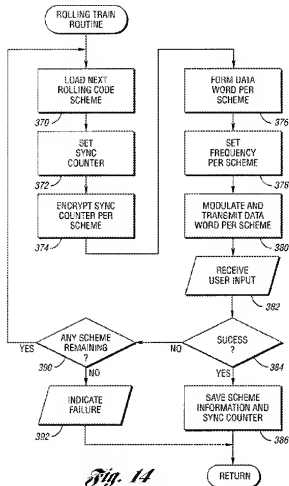 ROLLING TRAIN
ROUTINE
LOAD NEXT
ROLLING CODE
SCHEME
370
SET
SYNC
COUNTER
372
ENCRYPT SYNC
COUNTER PER
SCHEME
374
FORM DATA
WORD PER
SCHEME
376
SET
FREQUENCY
PER SCHEME
378
MODULATE AND
TRANSMIT DATA
WORD PER SCHEME
380
RECEIVE
USER INPUT
382
SUCESS
?
384
NO
YES
ANY SCHEME
REMAINING
?
390
YES
NO
INDICATE
FAILURE
392
SAVE SCHEME
INFORMATION AND
SYNC COUNTER
386
RETURN
Fig. 14